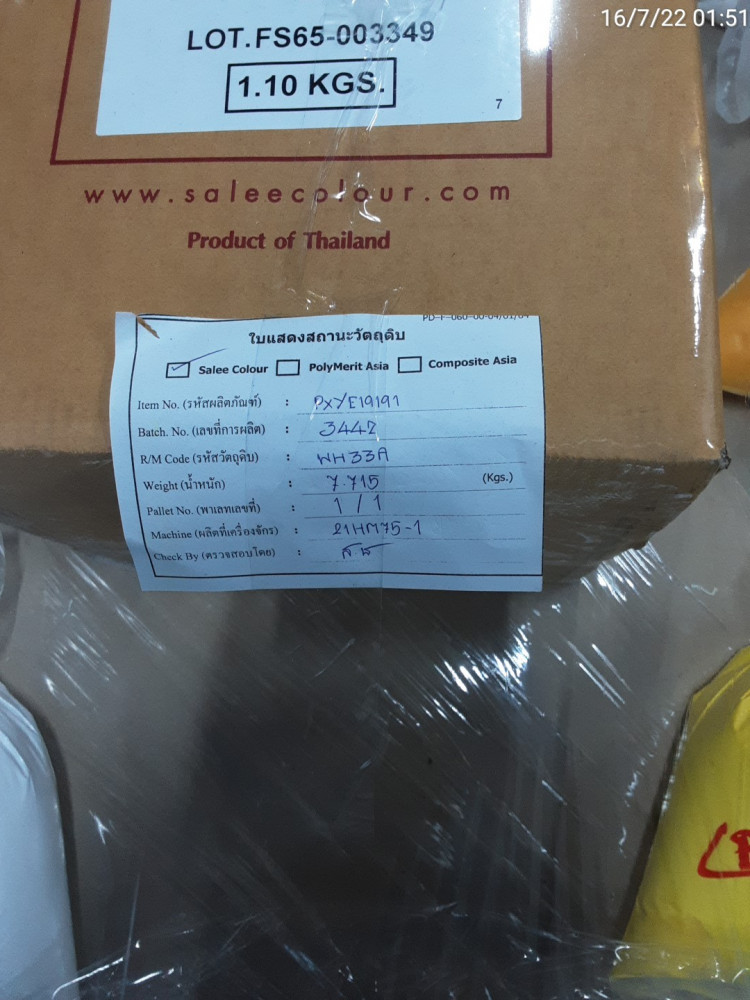 16/7/22 01:51
LOT.FS65-003349
1.10 KGS.
7
www.saleecolour.com
Product of Thailand
ใบแสดงสถานะวัตถุดิบ
Salee Colour PolyMerit Asia Composite Asia
Item No. (รหัสผลิตภัณฑ์) : PXYE19191
Batch. No. (เลขที่การผลิต) : 3442
R/M Code (รหัสวัตถุดิบ) : WH33A
Weight (น้ำหนัก) : 7.715 (Kgs.)
Pallet No. (พาเลทเลขที่) : 1 / 1
Machine (ผลิตที่เครื่องจักร) : 21HM75-1
Check By (ตรวจสอบโดย) :